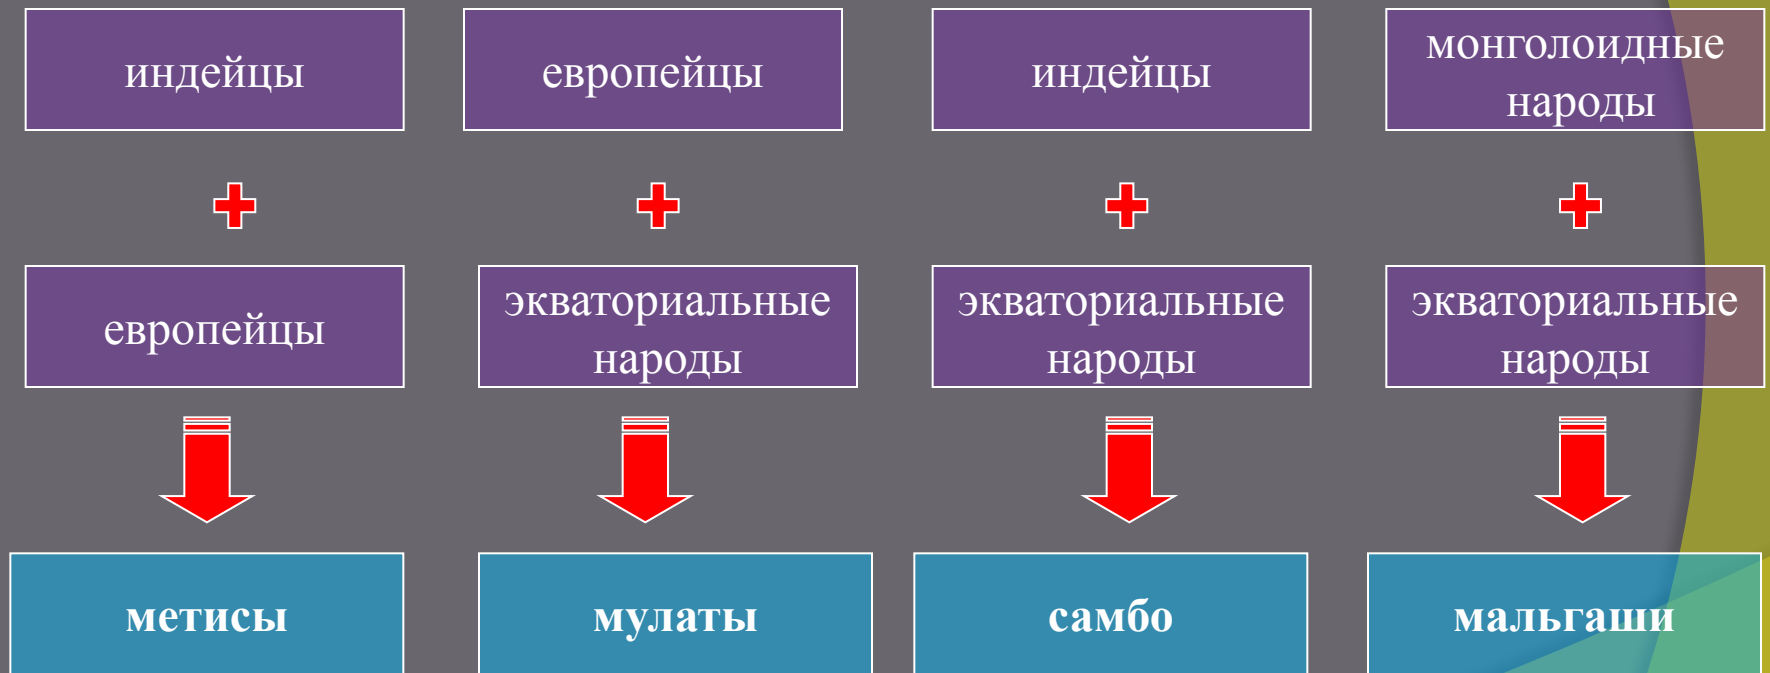 индейцы
европейцы
индейцы
монголоидные
народы
европейцы
экваториальные
народы
экваториальные
народы
экваториальные
народы
метисы
мулаты
самбо
мальгаши